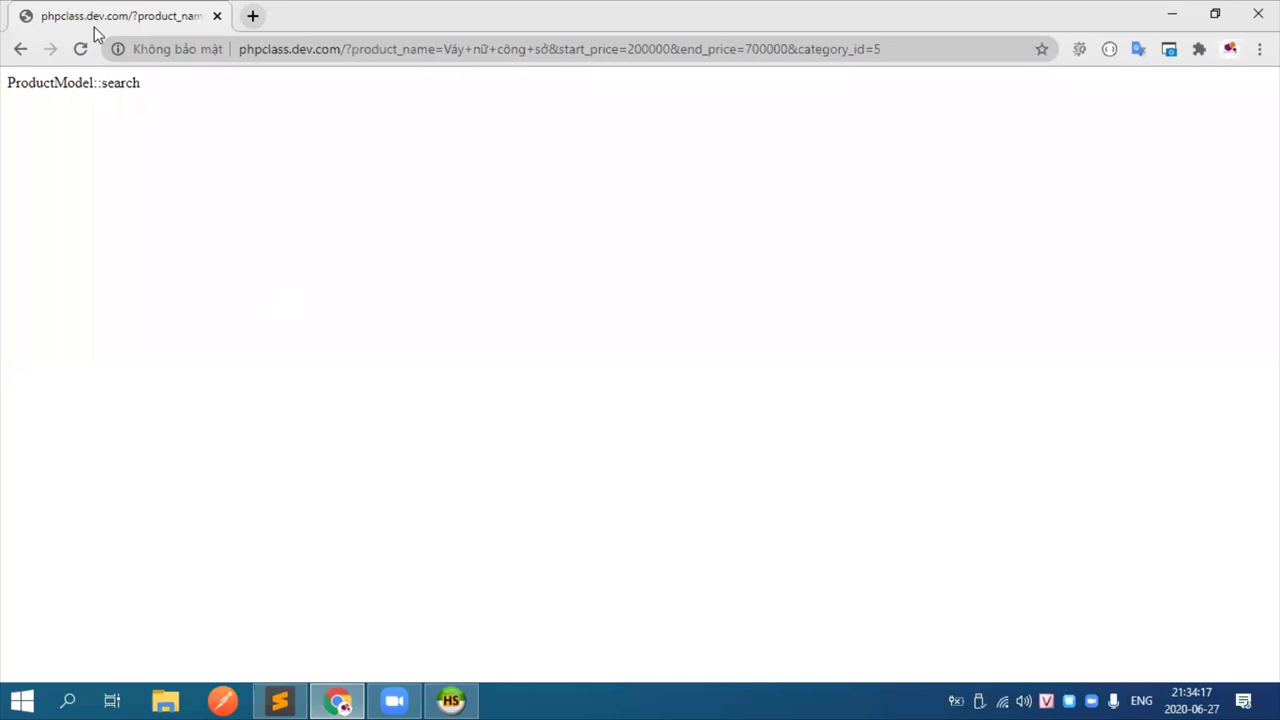 phpclass.dev.com/?product_nam
Không bảo mật
phpclass.dev.com/?product_name=Váy+nữ+công+sở&start_price=200000&end_price=700000&category_id=5
ProductModel::search
HS
V
ENG
21:34:17
2020-06-27